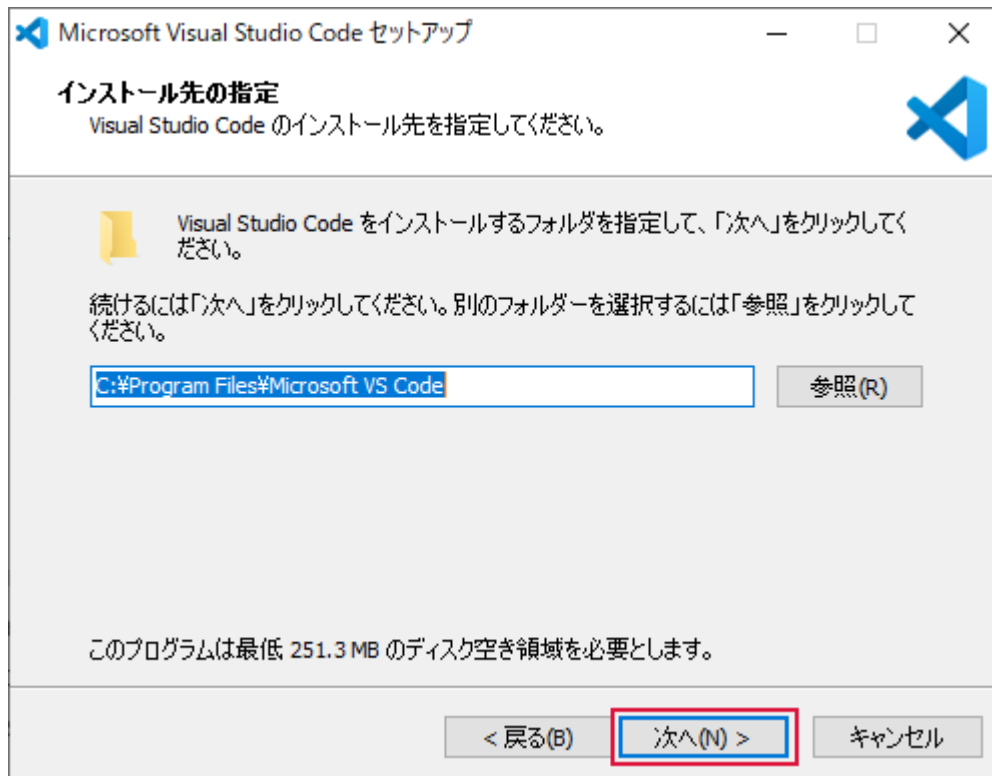 Microsoft Visual Studio Code セットアップ
インストール先の指定
Visual Studio Code のインストール先を指定してください。
Visual Studio Code をインストールするフォルダを指定して、「次へ」をクリックしてく
ださい。
続けるには「次へ」をクリックしてください。別のフォルダーを選択するには「参照」をクリックして
ください。
C:¥Program Files¥Microsoft VS Code
参照(R)
このプログラムは最低 251.3 MB のディスク空き領域を必要とします。
< 戻る(B)
次へ(N) >
キャンセル